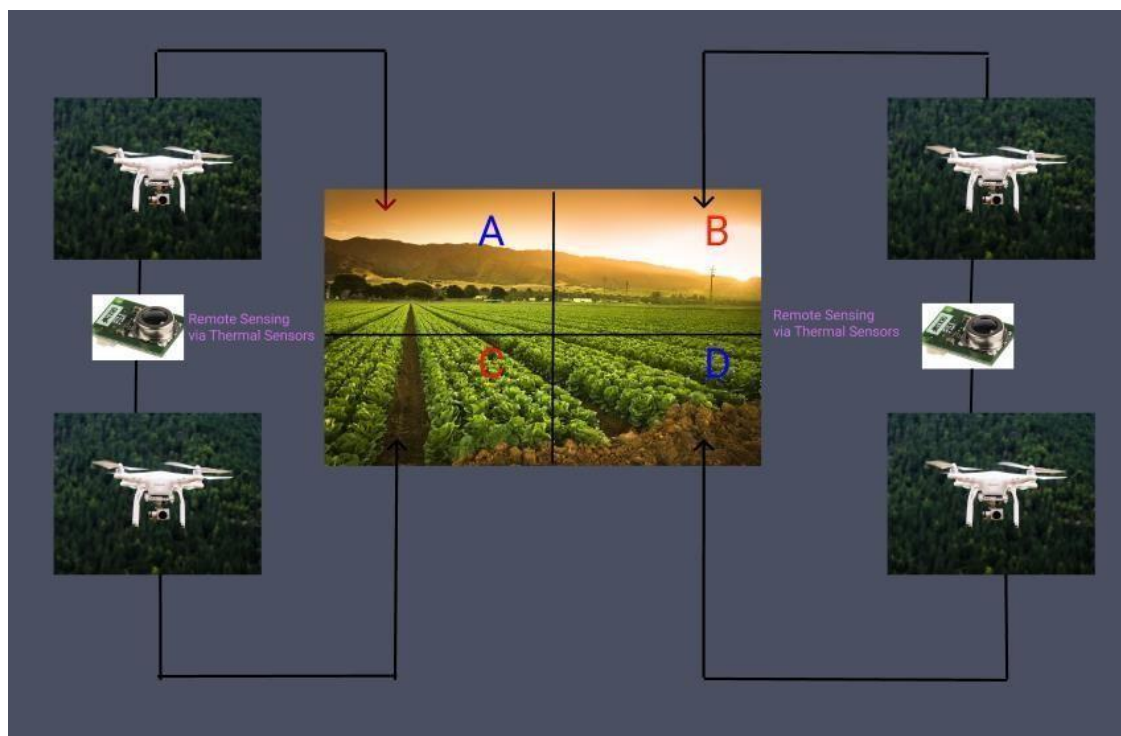 A
B
Remote Sensing
via Thermal Sensors
Remote Sensing
via Thermal Sensors
C
D